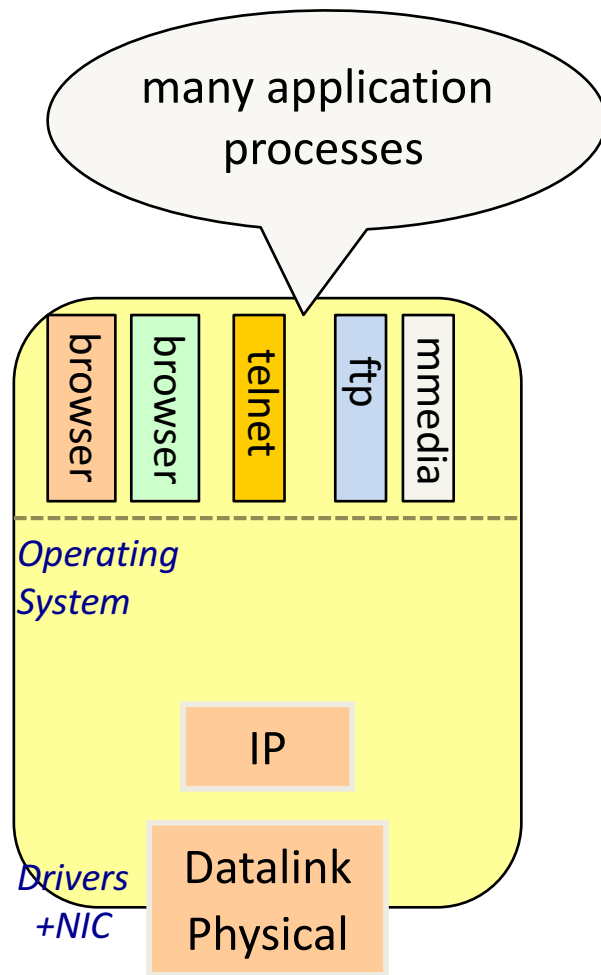 many application
processes
browser
browser
telnet
ftp
mmedia
Operating
System
IP
Datalink
Physical
Drivers
+NIC